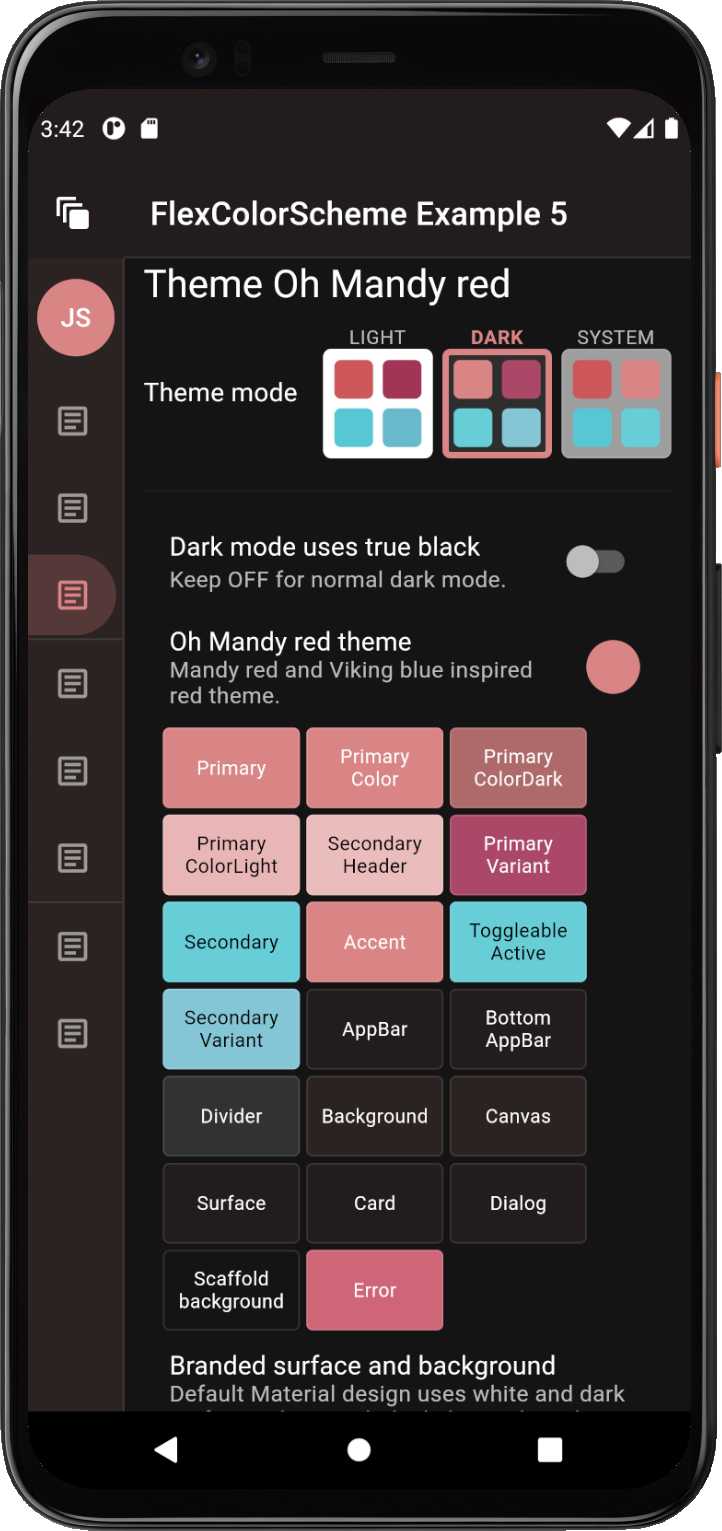 3:42
FlexColorScheme Example 5
JS
Theme Oh Mandy red
LIGHT
DARK
SYSTEM
Theme mode
Dark mode uses true black
Keep OFF for normal dark mode.
Oh Mandy red theme
Mandy red and Viking blue inspired
red theme.
Primary
Primary
Color
Primary
ColorDark
Primary
ColorLight
Secondary
Header
Primary
Variant
Secondary
Accent
Toggleable
Active
Secondary
Variant
AppBar
Bottom
AppBar
Divider
Background
Canvas
Surface
Card
Dialog
Scaffold
background
Error
Branded surface and background
Default Material design uses white and dark